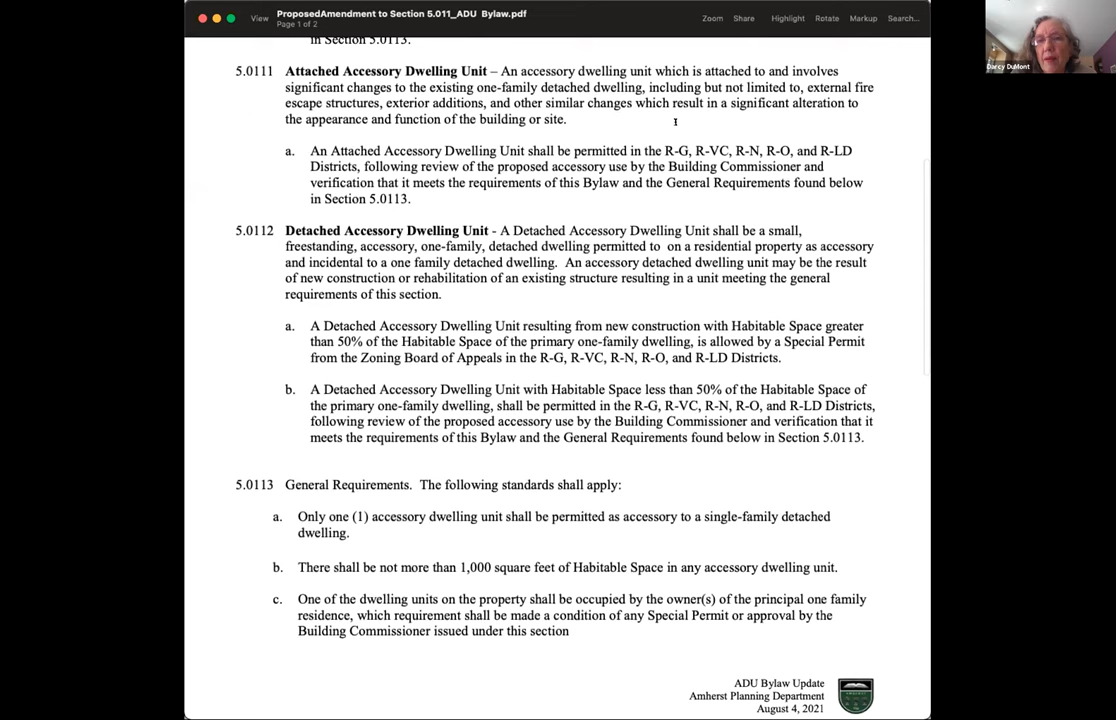 View
ProposedAmendment to Section 5.011_ADU Bylaw.pdf
Page 1 of 2
Zoom Share Highlight Rotate Markup Search...
Darcy DuMont
in Section 5.0113.
5.0111 Attached Accessory Dwelling Unit – An accessory dwelling unit which is attached to and involves
significant changes to the existing one-family detached dwelling, including but not limited to, external fire
escape structures, exterior additions, and other similar changes which result in a significant alteration to
the appearance and function of the building or site.
a. An Attached Accessory Dwelling Unit shall be permitted in the R-G, R-VC, R-N, R-O, and R-LD
Districts, following review of the proposed accessory use by the Building Commissioner and
verification that it meets the requirements of this Bylaw and the General Requirements found below
in Section 5.0113.
5.0112 Detached Accessory Dwelling Unit - A Detached Accessory Dwelling Unit shall be a small,
freestanding, accessory, one-family, detached dwelling permitted to on a residential property as accessory
and incidental to a one family detached dwelling. An accessory detached dwelling unit may be the result
of new construction or rehabilitation of an existing structure resulting in a unit meeting the general
requirements of this section.
a. A Detached Accessory Dwelling Unit resulting from new construction with Habitable Space greater
than 50% of the Habitable Space of the primary one-family dwelling, is allowed by a Special Permit
from the Zoning Board of Appeals in the R-G, R-VC, R-N, R-O, and R-LD Districts.
b. A Detached Accessory Dwelling Unit with Habitable Space less than 50% of the Habitable Space of
the primary one-family dwelling, shall be permitted in the R-G, R-VC, R-N, R-O, and R-LD Districts,
following review of the proposed accessory use by the Building Commissioner and verification that it
meets the requirements of this Bylaw and the General Requirements found below in Section 5.0113.
5.0113 General Requirements. The following standards shall apply:
a. Only one (1) accessory dwelling unit shall be permitted as accessory to a single-family detached
dwelling.
b. There shall be not more than 1,000 square feet of Habitable Space in any accessory dwelling unit.
c. One of the dwelling units on the property shall be occupied by the owner(s) of the principal one family
residence, which requirement shall be made a condition of any Special Permit or approval by the
Building Commissioner issued under this section
ADU Bylaw Update
Amherst Planning Department
August 4, 2021